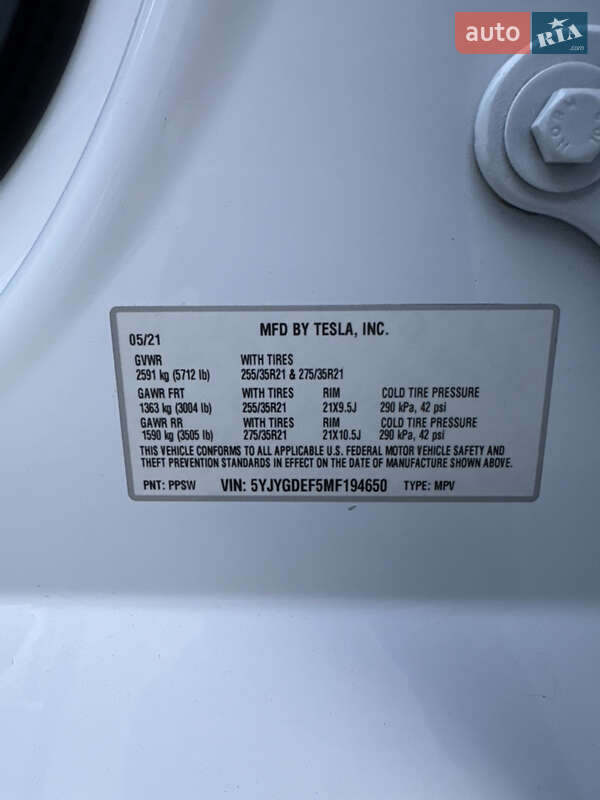 auto RIA .com
HOBK
05/21 MFD BY TESLA, INC.
GVWR WITH TIRES
2591 kg (5712 lb) 255/35R21 & 275/35R21
GAWR FRT WITH TIRES RIM COLD TIRE PRESSURE
1363 kg (3004 lb) 255/35R21 21X9.5J 290 kPa, 42 psi
GAWR RR WITH TIRES RIM COLD TIRE PRESSURE
1590 kg (3505 lb) 275/35R21 21X10.5J 290 kPa, 42 psi
THIS VEHICLE CONFORMS TO ALL APPLICABLE U.S. FEDERAL MOTOR VEHICLE SAFETY AND
THEFT PREVENTION STANDARDS IN EFFECT ON THE DATE OF MANUFACTURE SHOWN ABOVE.
PNT: PPSW VIN: 5YJYGDEF5MF194650 TYPE: MPV